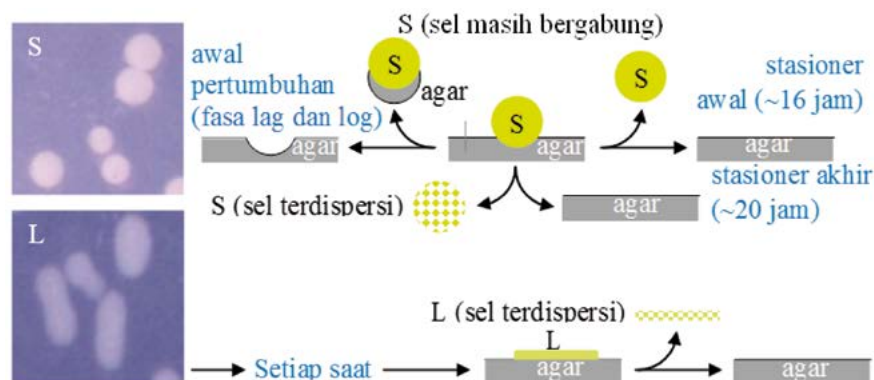 S
S (sel masih bergabung)
awal
pertumbuhan
(fasa lag dan log)
S
agar
agar
S
agar
S
stasioner
awal (~16 jam)
agar
S (sel terdispersi)
agar
stasioner akhir
(~20 jam)
L
L (sel terdispersi)
Setiap saat
L
agar
agar